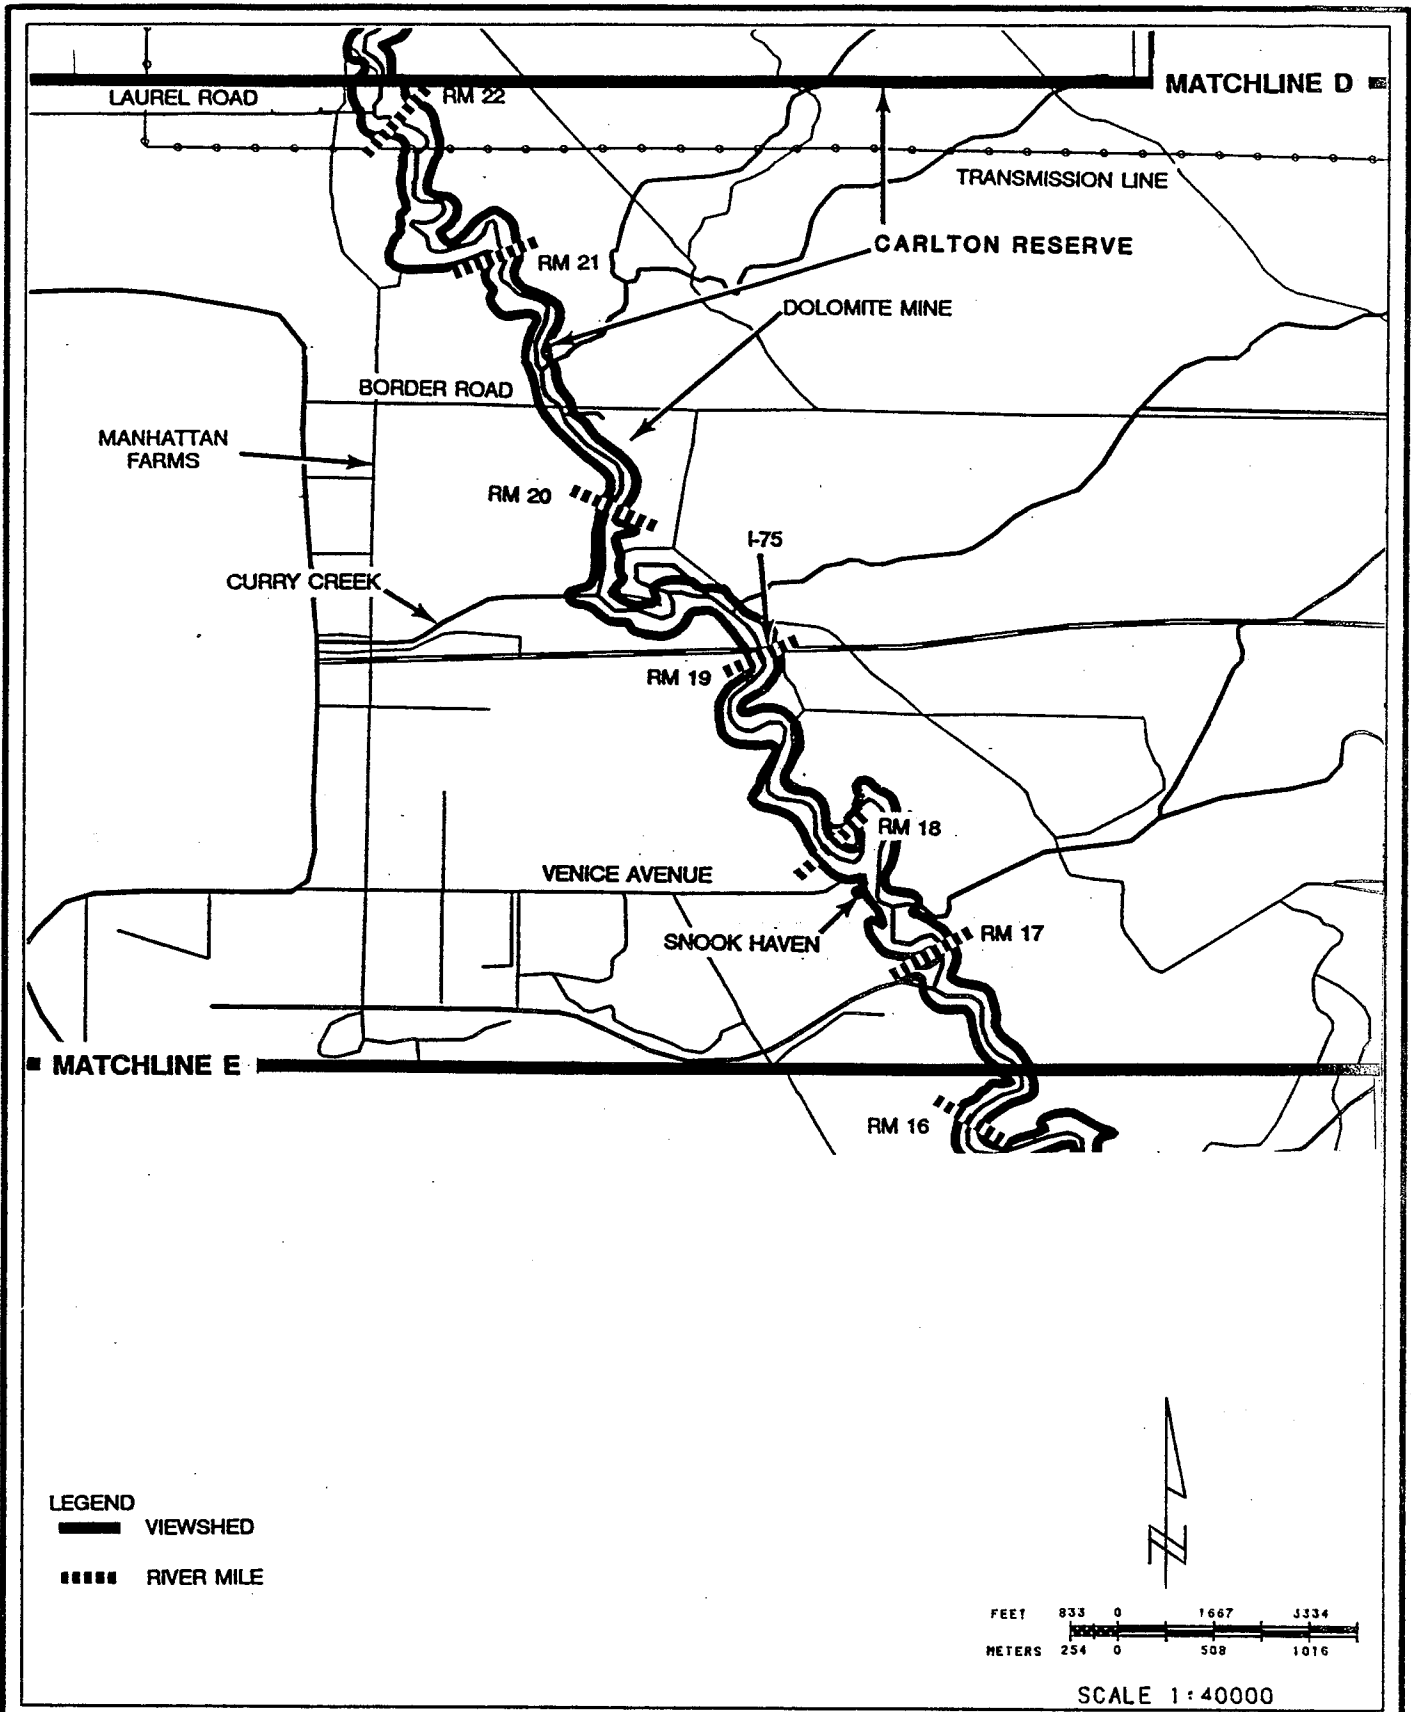 MATCHLINE D
LAUREL ROAD
RM 22
TRANSMISSION LINE
CARLTON RESERVE
RM 21
DOLOMITE MINE
BORDER ROAD
MANHATTAN
FARMS
RM 20
I-75
CURRY CREEK
RM 19
RM 18
VENICE AVENUE
SNOOK HAVEN
RM 17
MATCHLINE E
RM 16
LEGEND
VIEWSHED
RIVER MILE
N
FEET 833 0 1667 3334
METERS 254 0 508 1016
SCALE 1:40000